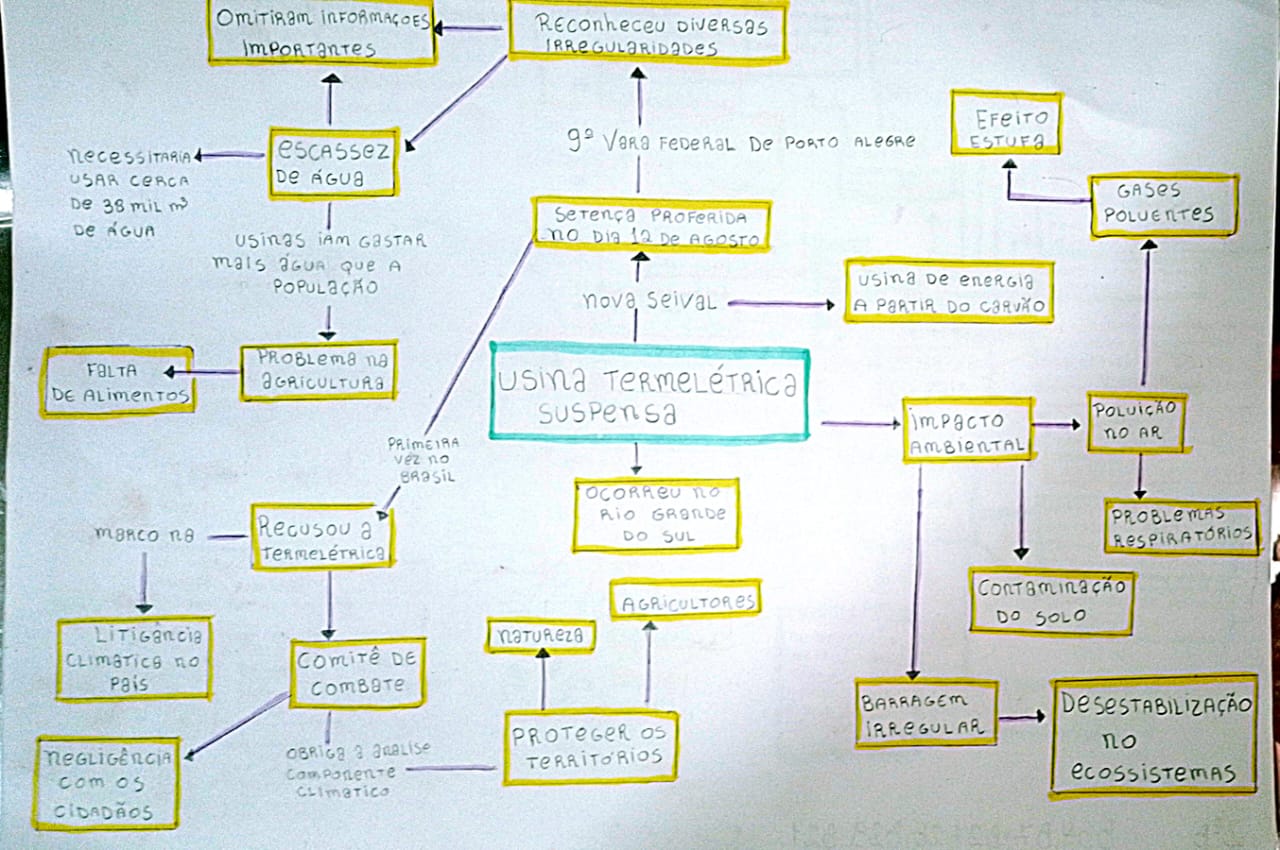 Omitiram informações
importantes
Reconheceu diversas
irregularidades
Efeito
estufa
9ª Vara Federal de Porto Alegre
escassez
de água
necessitaria
usar cerca
de 38 mil m³
de água
Gases
poluentes
Setença proferida
no dia 12 de agosto
usinas iam gastar
mais água que a
população
nova seival
usina de energia
a partir do carvão
Problema na
agricultura
Falta
de alimentos
usina termelétrica
suspensa
impacto
ambiental
Poluição
no ar
Primeira
vez no
Brasil
Ocorreu no
Rio Grande
do Sul
Problemas
respiratórios
Recusou a
termelétrica
marco na
Contaminação
do solo
Agricultores
natureza
Litigância
climatica no
país
Comitê de
combate
Barragem
irregular
Desestabilização
no
ecossistemas
Proteger os
territórios
negligência
com os
cidadãos
obriga a analise
componente
climatico